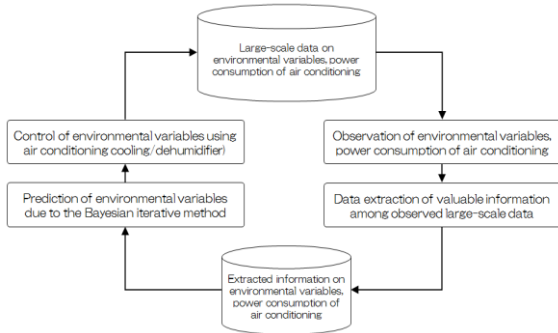 Large-scale data on
environmental variables, power
consumption of air conditioning
Control of environmental variables using
air conditioning cooling/dehumidifier)
Observation of environmental variables,
power consumption of air conditioning
Prediction of environmental variables
due to the Bayesian iterative method
Data extraction of valuable information
among observed large-scale data
Extracted information on
environmental variables,
power consumption of
air conditioning